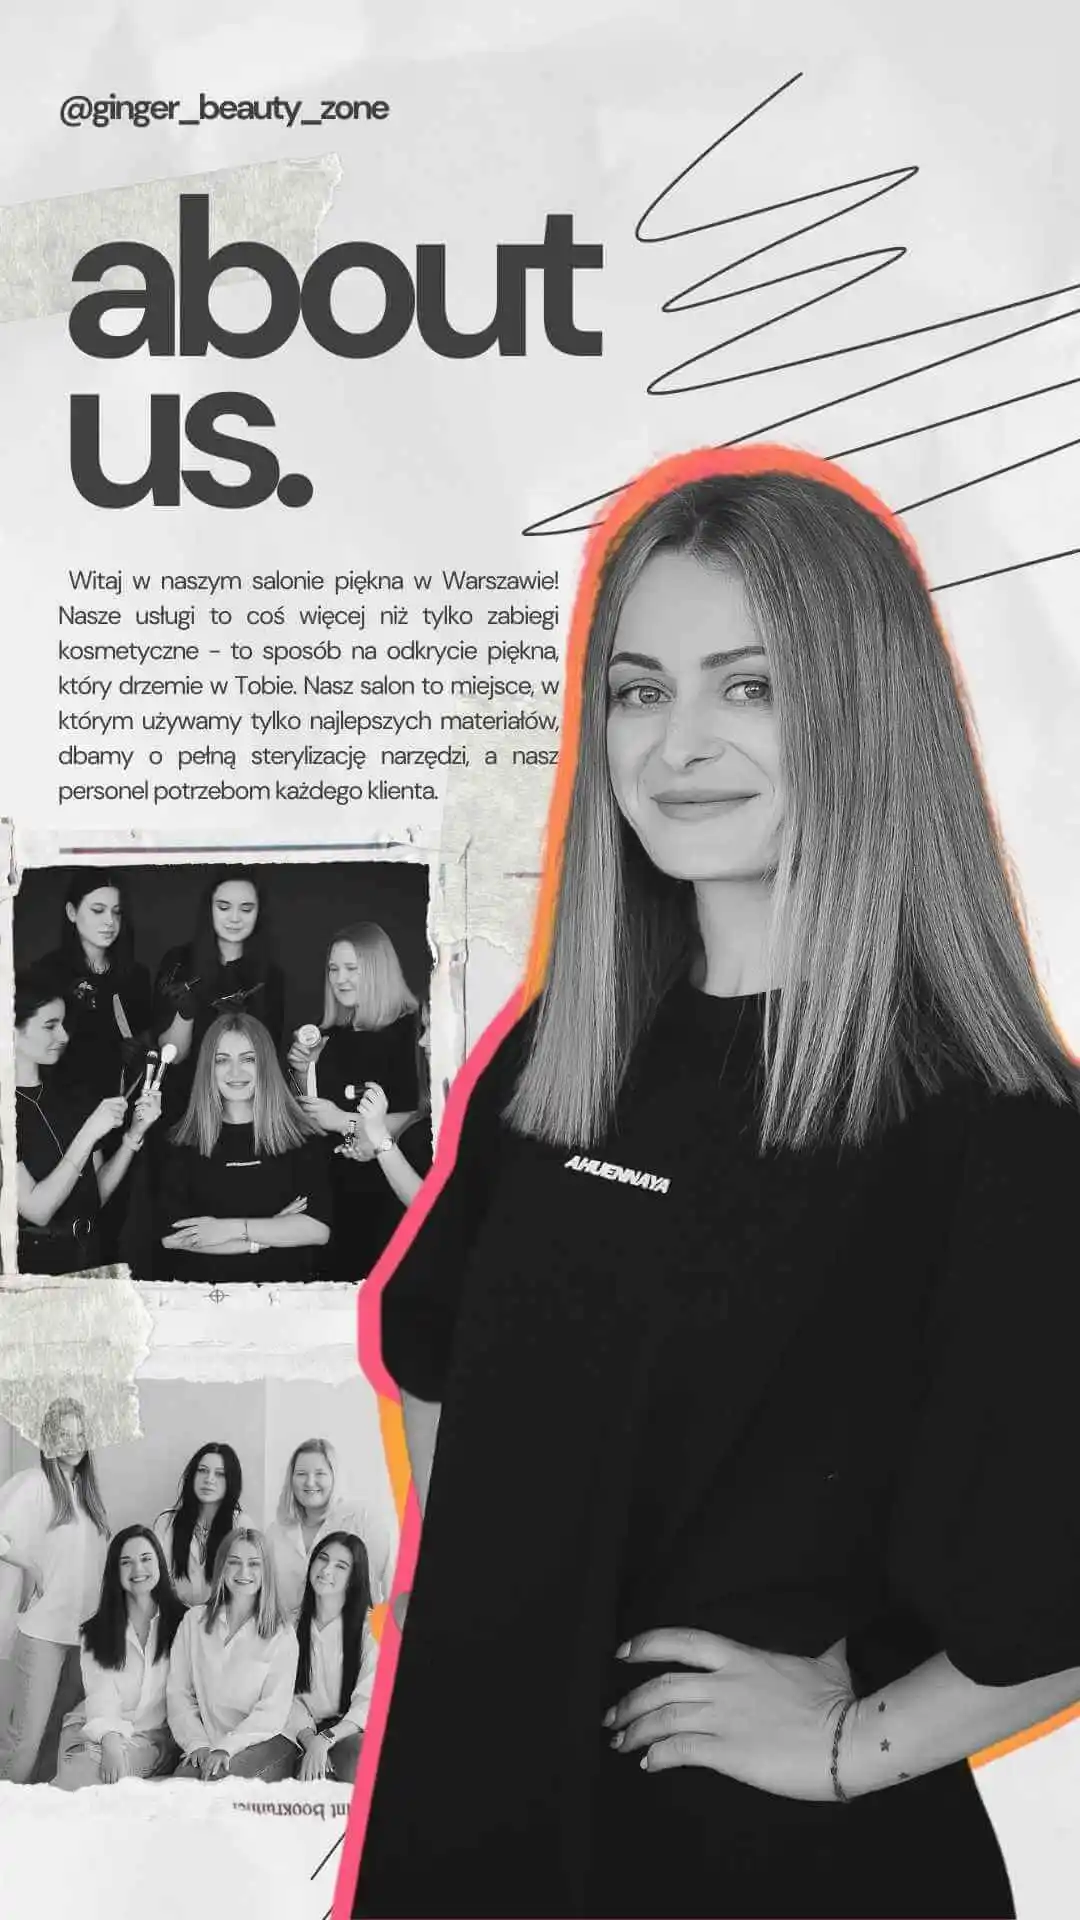 @ginger_beauty_zone
about
us.
Witaj w naszym salonie piękna w Warszawie!
Nasze usługi to coś więcej niż tylko zabiegi
kosmetyczne - to sposób na odkrycie piękna,
który drzemie w Tobie. Nasz salon to miejsce, w
którym używamy tylko najlepszych materiałów,
dbamy o pełną sterylizację narzędzi, a nasz
personel potrzebom każdego klienta.
AHUENNAYA